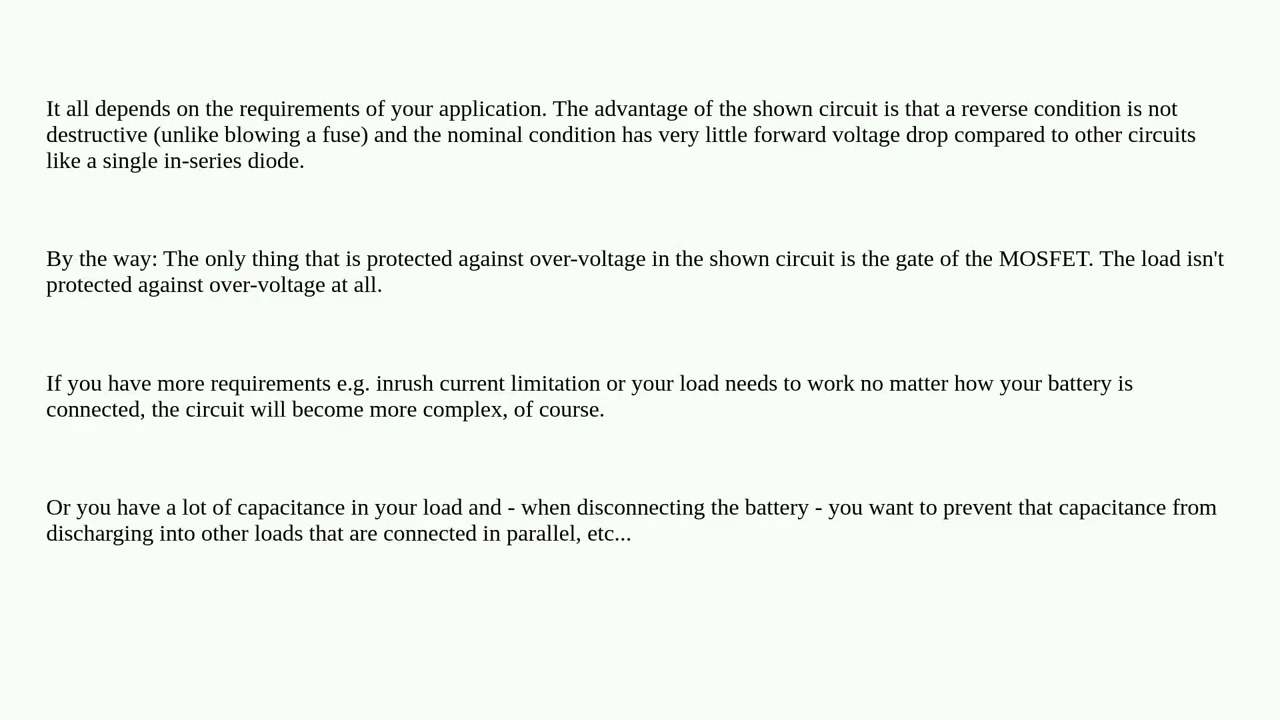 It all depends on the requirements of your application. The advantage of the shown circuit is that a reverse condition is not
destructive (unlike blowing a fuse) and the nominal condition has very little forward voltage drop compared to other circuits
like a single in-series diode.
By the way: The only thing that is protected against over-voltage in the shown circuit is the gate of the MOSFET. The load isn't
protected against over-voltage at all.
If you have more requirements e.g. inrush current limitation or your load needs to work no matter how your battery is
connected, the circuit will become more complex, of course.
Or you have a lot of capacitance in your load and - when disconnecting the battery - you want to prevent that capacitance from
discharging into other loads that are connected in parallel, etc...